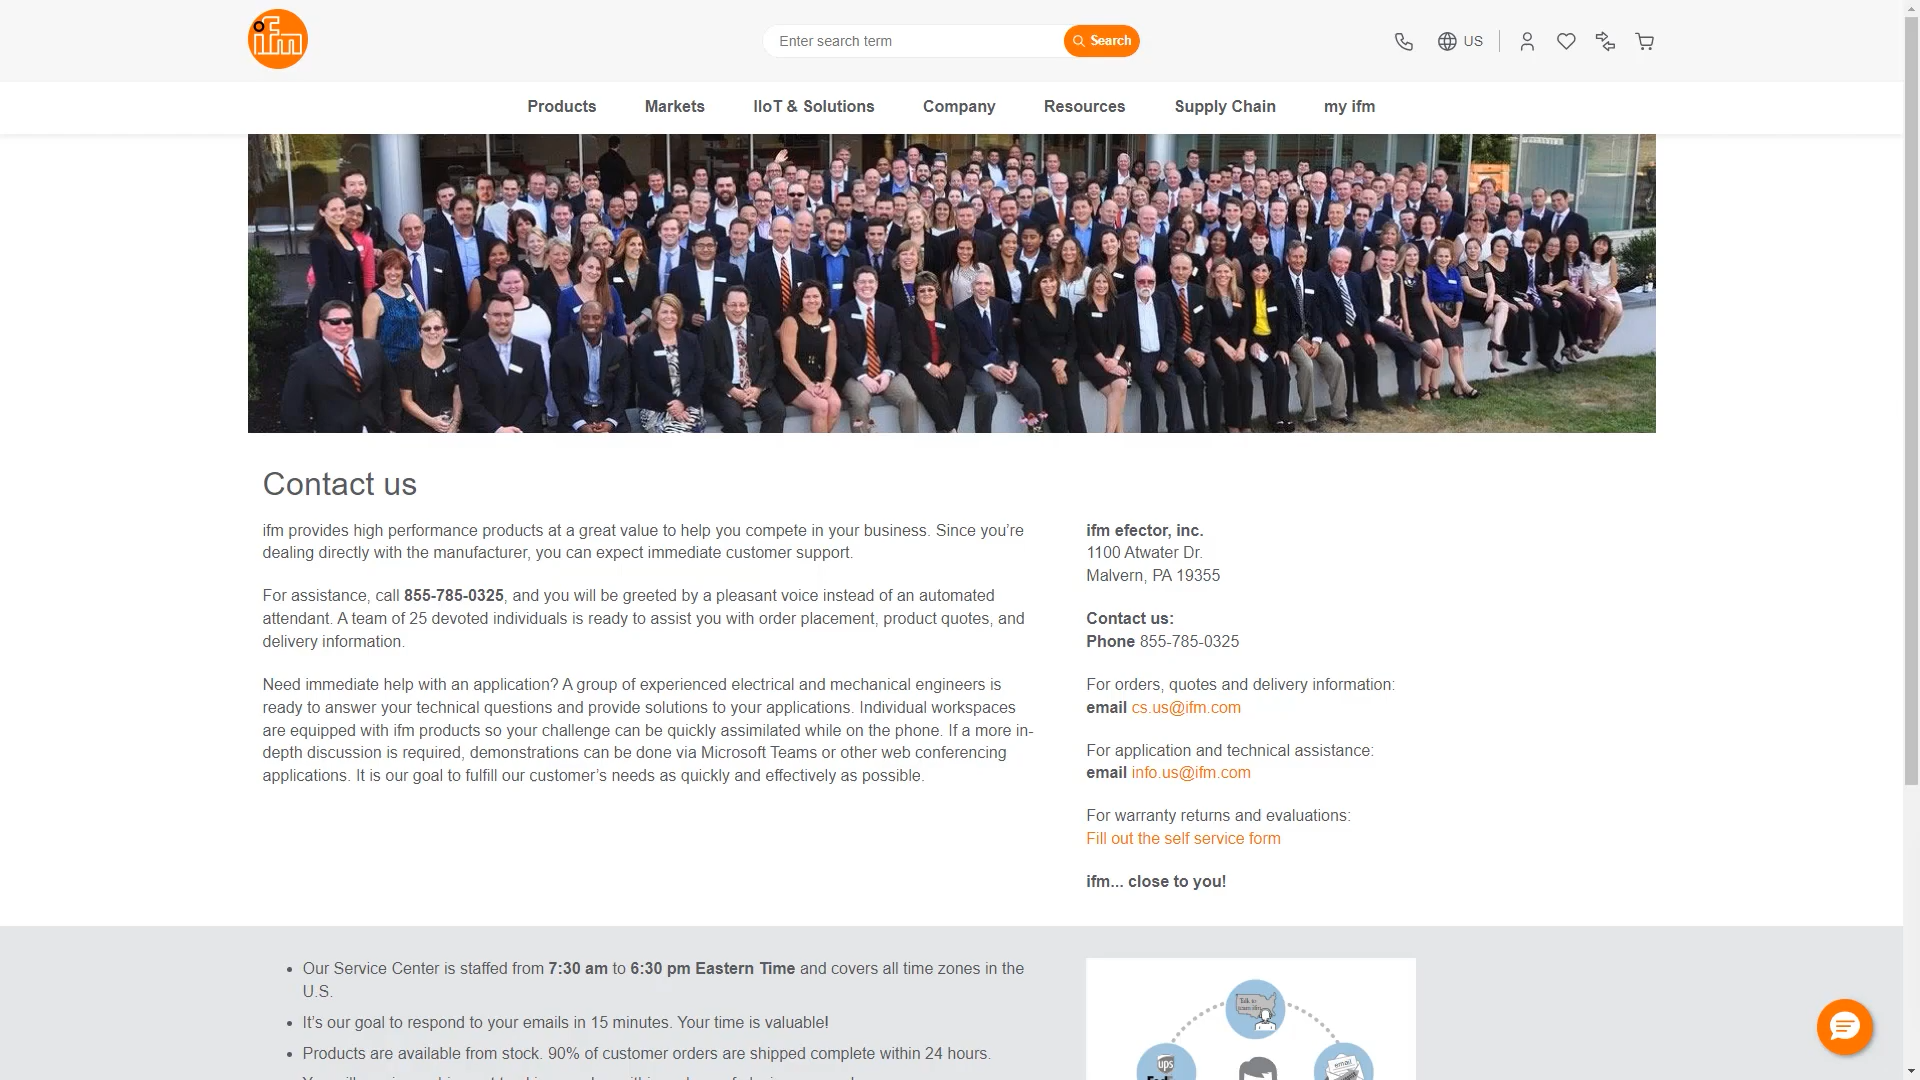 ifm
Enter search term
Search
US
Products
Markets
IIoT & Solutions
Company
Resources
Supply Chain
my ifm
Contact us
ifm provides high performance products at a great value to help you compete in your business. Since you’re
dealing directly with the manufacturer, you can expect immediate customer support.
For assistance, call 855-785-0325, and you will be greeted by a pleasant voice instead of an automated
attendant. A team of 25 devoted individuals is ready to assist you with order placement, product quotes, and
delivery information.
Need immediate help with an application? A group of experienced electrical and mechanical engineers is
ready to answer your technical questions and provide solutions to your applications. Individual workspaces
are equipped with ifm products so your challenge can be quickly assimilated while on the phone. If a more in-
depth discussion is required, demonstrations can be done via Microsoft Teams or other web conferencing
applications. It is our goal to fulfill our customer’s needs as quickly and effectively as possible.
ifm efector, inc.
1100 Atwater Dr.
Malvern, PA 19355
Contact us:
Phone 855-785-0325
For orders, quotes and delivery information:
email cs.us@ifm.com
For application and technical assistance:
email info.us@ifm.com
For warranty returns and evaluations:
Fill out the self service form
ifm... close to you!
Our Service Center is staffed from 7:30 am to 6:30 pm Eastern Time and covers all time zones in the
U.S.
It’s our goal to respond to your emails in 15 minutes. Your time is valuable!
Products are available from stock. 90% of customer orders are shipped complete within 24 hours.
Talk to
ups
email